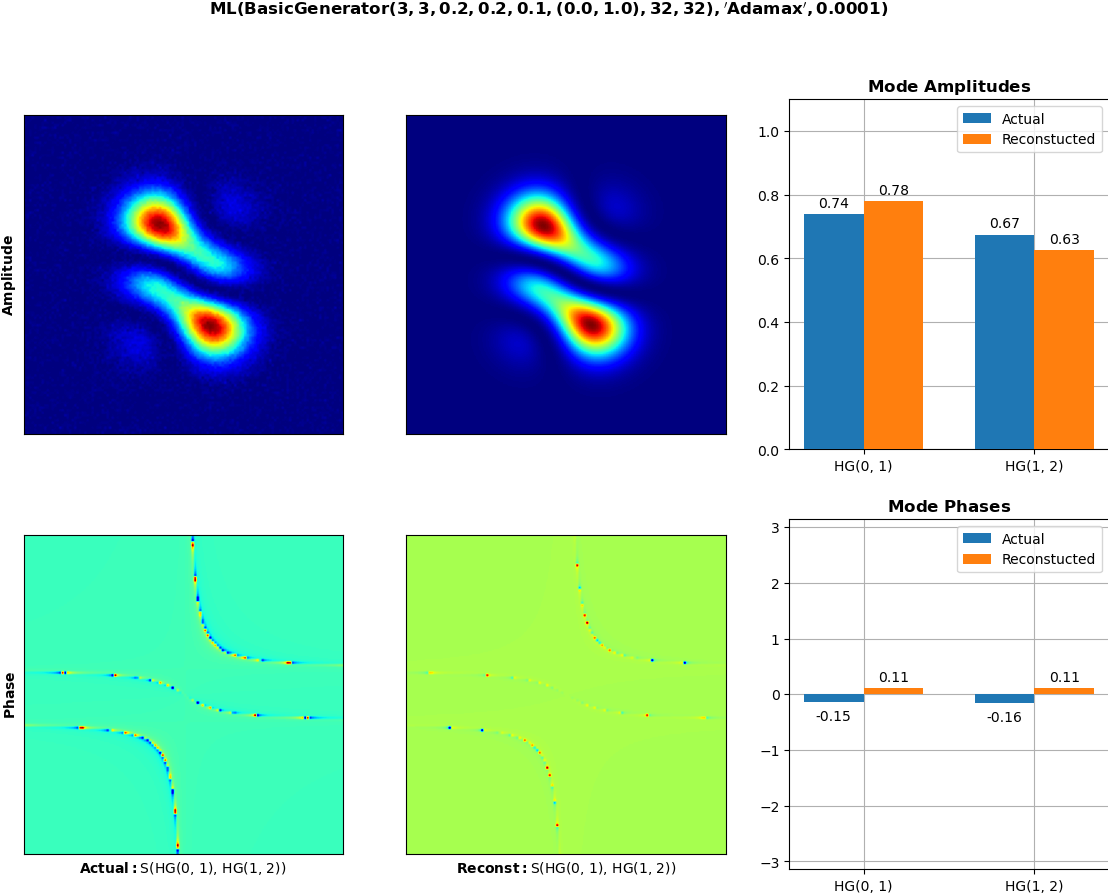 ML(BasicGenerator(3, 3, 0.2, 0.2, 0.1, (0.0, 1.0), 32, 32), ′Adamax′, 0.0001)
Amplitude
Mode Amplitudes
Actual
Reconstucted
1.0
0.8
0.6
0.4
0.2
0.0
0.74
0.78
0.67
0.63
HG(0, 1)
HG(1, 2)
Phase
Actual: S(HG(0, 1), HG(1, 2))
Reconst: S(HG(0, 1), HG(1, 2))
Mode Phases
Actual
Reconstucted
3
2
1
0
−1
−2
−3
-0.15
0.11
-0.16
0.11
HG(0, 1)
HG(1, 2)